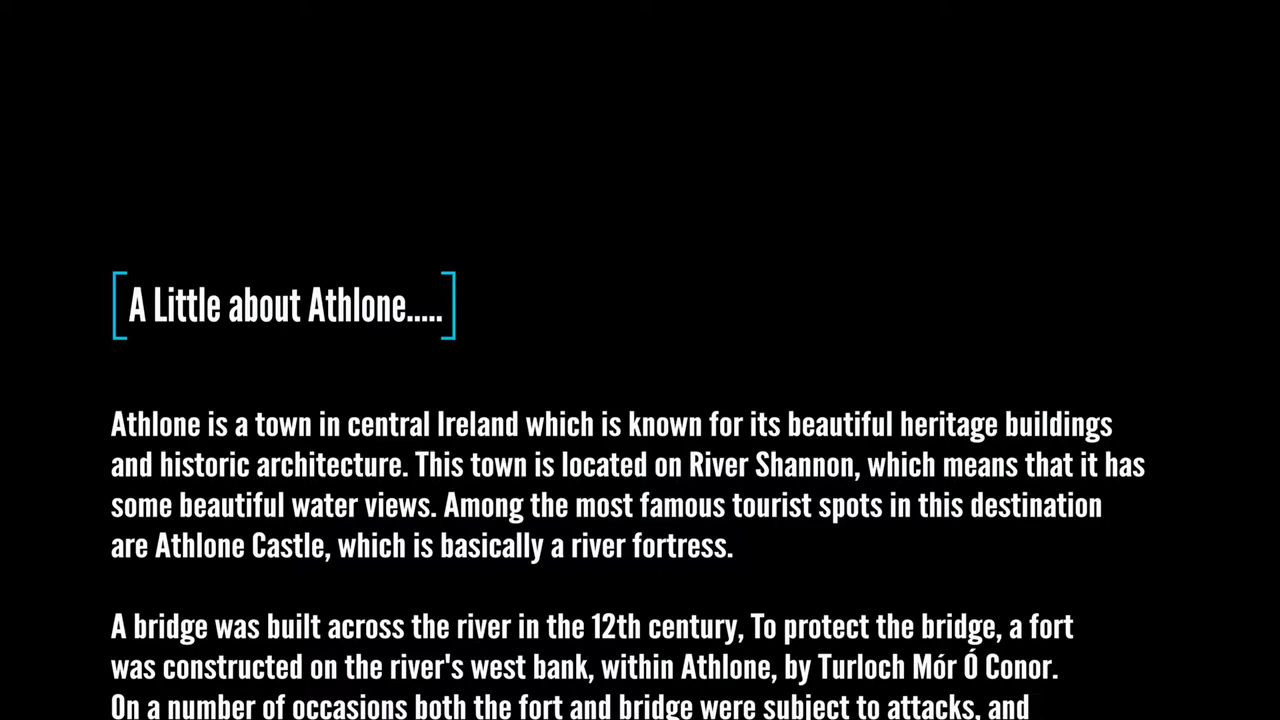 A Little about Athlone.....
Athlone is a town in central Ireland which is known for its beautiful heritage buildings
and historic architecture. This town is located on River Shannon, which means that it has
some beautiful water views. Among the most famous tourist spots in this destination
are Athlone Castle, which is basically a river fortress.
A bridge was built across the river in the 12th century, To protect the bridge, a fort
was constructed on the river's west bank, within Athlone, by Turloch Mór Ó Conor.
On a number of occasions both the fort and bridge were subject to attacks, and